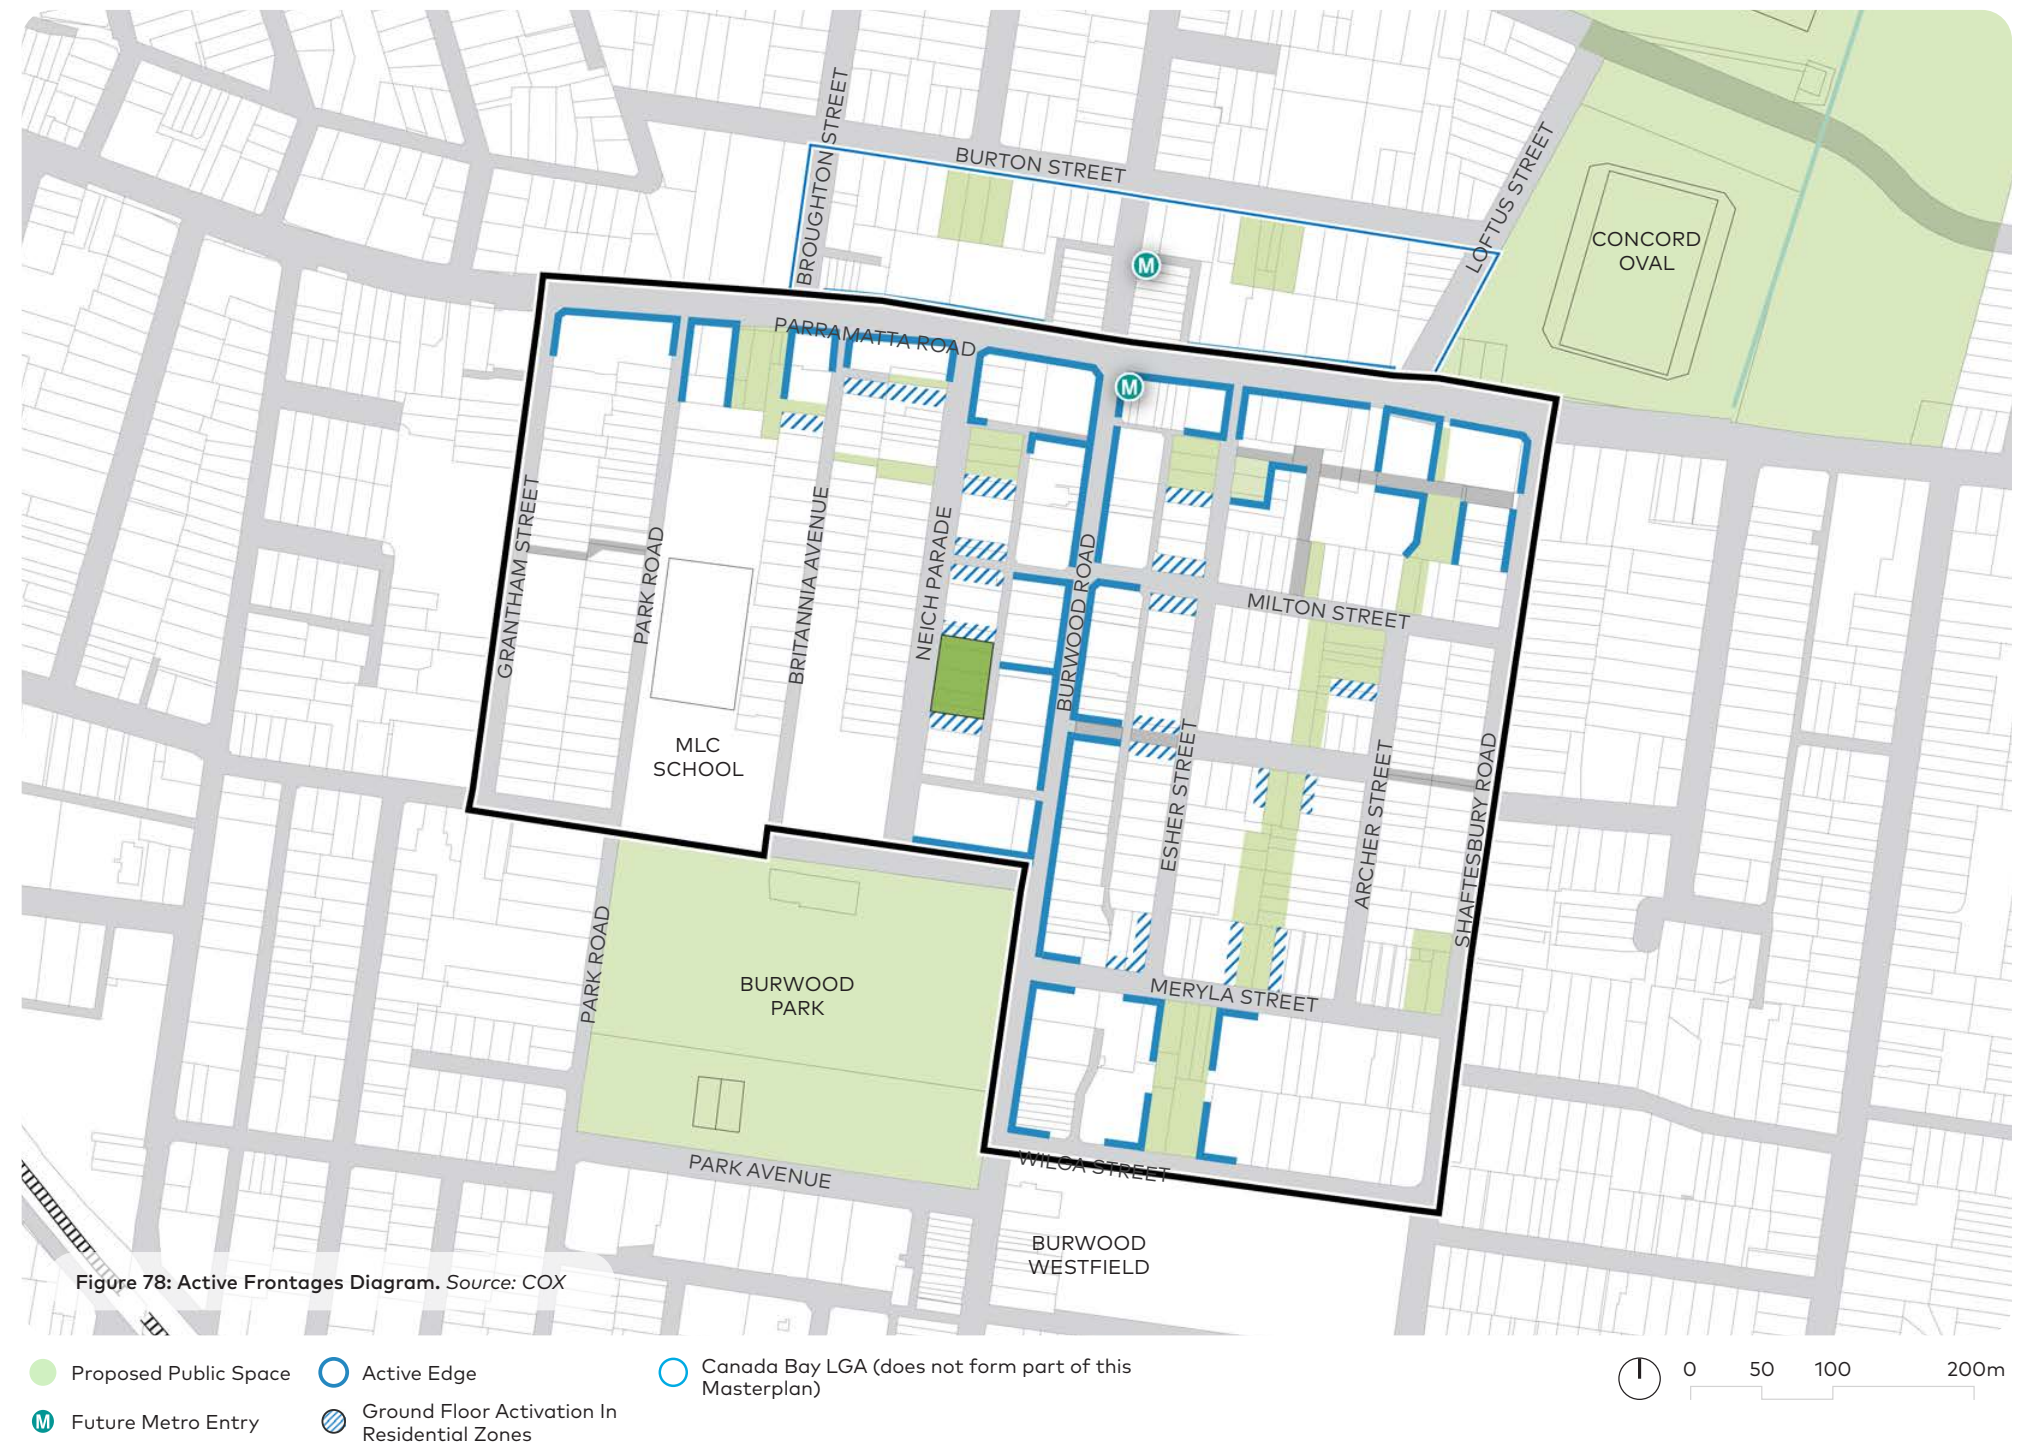 BROUGHTON STREET
BURTON STREET
LOFTUS STREET
CONCORD
OVAL
M
PARRAMATTA ROAD
M
GRANTHAM STREET
PARK ROAD
BRITANNIA AVENUE
NEICH PARADE
BURWOOD ROAD
MILTON STREET
MLC
SCHOOL
ESHER STREET
ARCHER STREET
SHAFTESBURY ROAD
PARK ROAD
BURWOOD
PARK
MERYLA STREET
PARK AVENUE
WILGA STREET
BURWOOD
WESTFIELD
Figure 78: Active Frontages Diagram. Source: COX
Proposed Public Space
Active Edge
Canada Bay LGA (does not form part of this
Masterplan)
M Future Metro Entry
Ground Floor Activation In
Residential Zones
0 50 100 200m